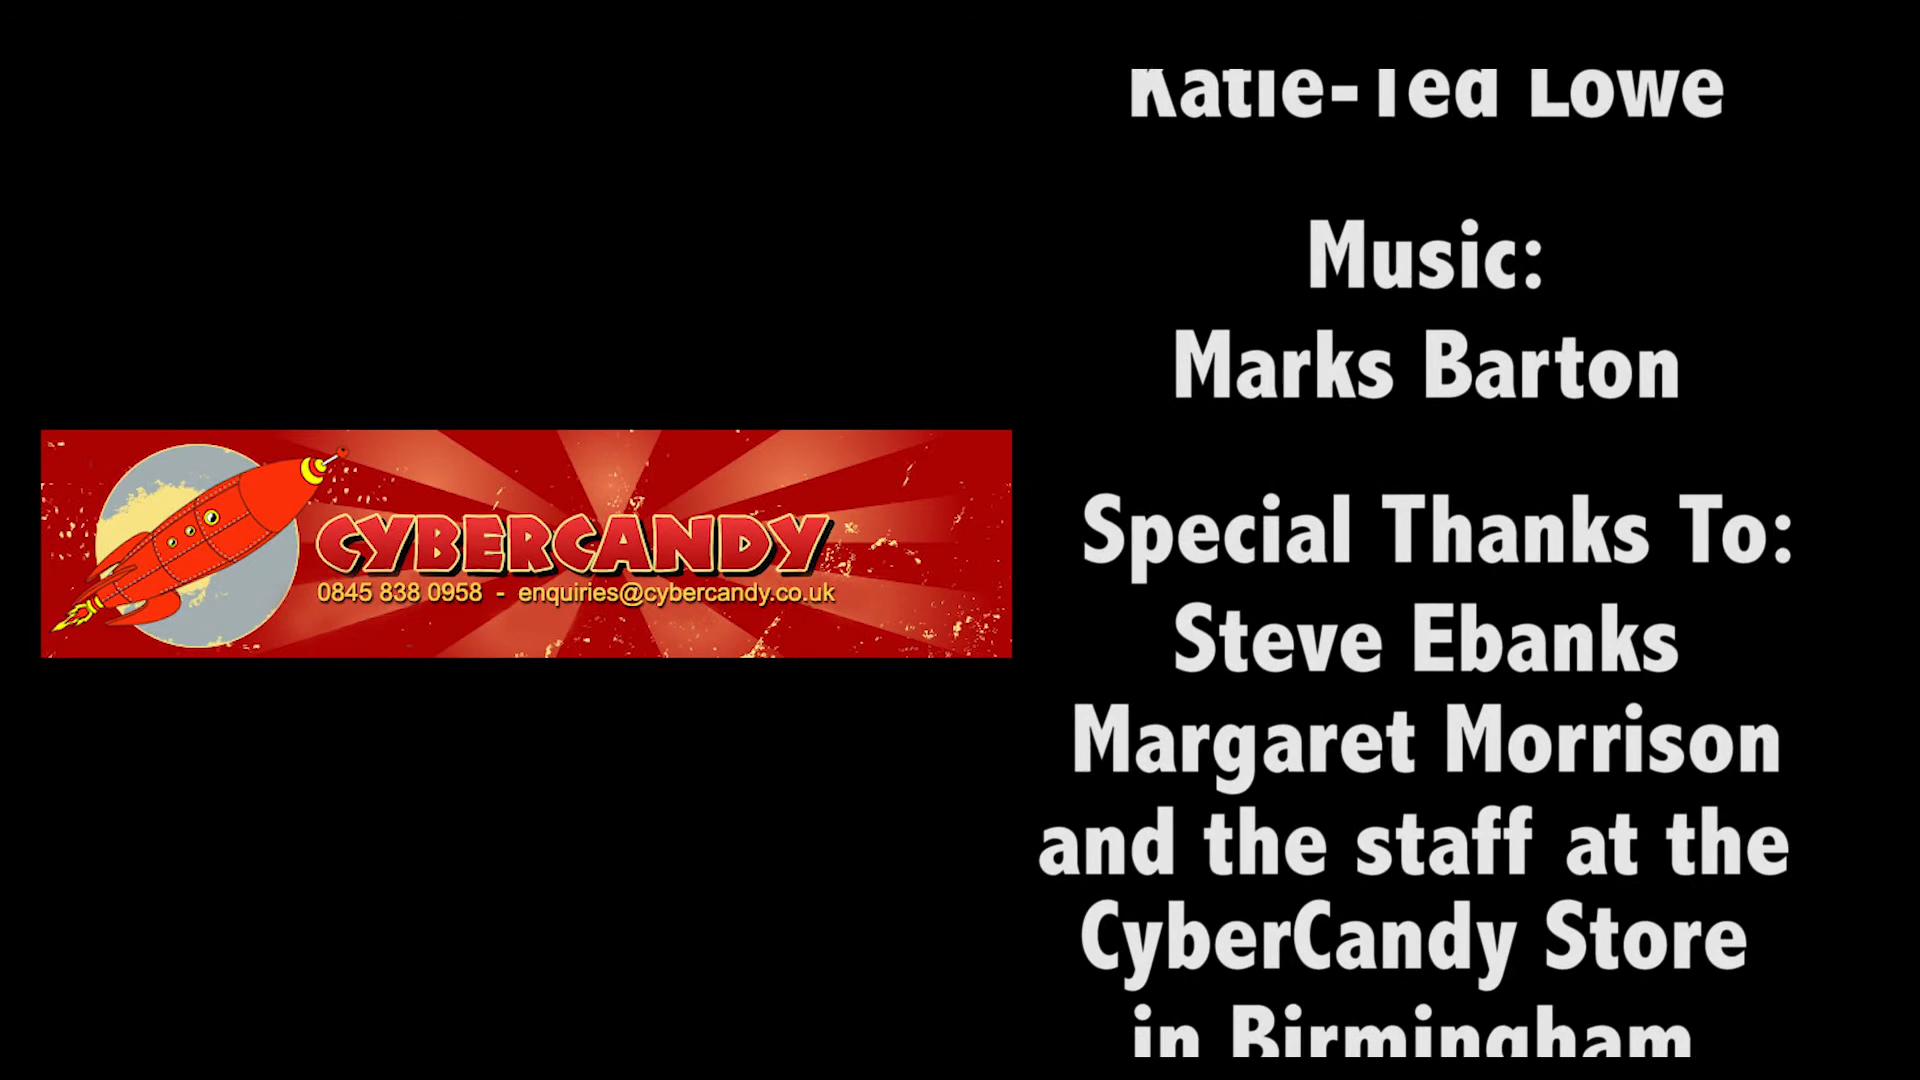 Katie-Ted Lowe
Music:
Marks Barton
CYBERCANDY
0845 838 0958 - enquiries@cybercandy.co.uk
Special Thanks To:
Steve Ebanks
Margaret Morrison
and the staff at the
CyberCandy Store
in Birmingham